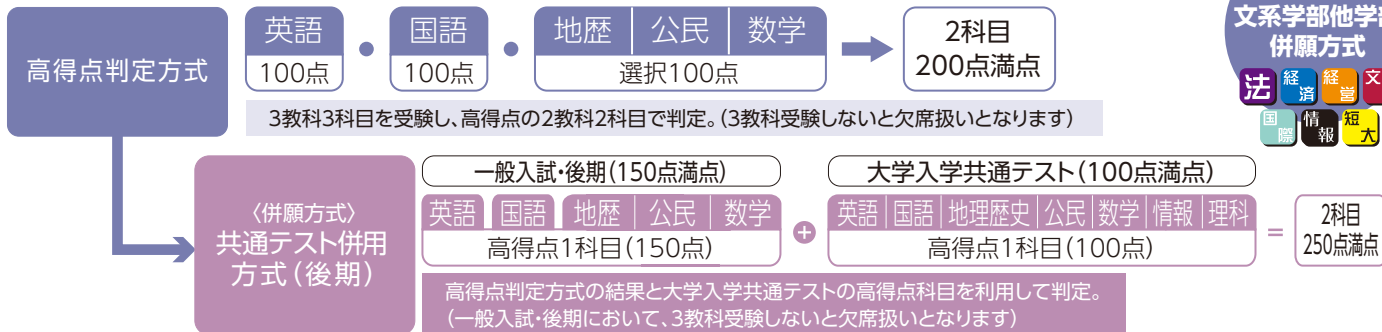 高得点判定方式
英語
100点
・
国語
100点
・
地歴 公民 数学
選択100点
2科目
200点満点
3教科3科目を受験し、高得点の2教科2科目で判定。(3教科受験しないと欠席扱いとなります)
文系学部他学部
併願方式
法 経済 経営 文
国際 情報 短大
〈併願方式〉
共通テスト併用
方式(後期)
一般入試・後期(150点満点)
英語 国語 地歴 公民 数学
高得点1科目(150点)
+
大学入学共通テスト(100点満点)
英語 国語 地理歴史 公民 数学 情報 理科
高得点1科目(100点)
=
2科目
250点満点
高得点判定方式の結果と大学入学共通テストの高得点科目を利用して判定。
(一般入試・後期において、3教科受験しないと欠席扱いとなります)